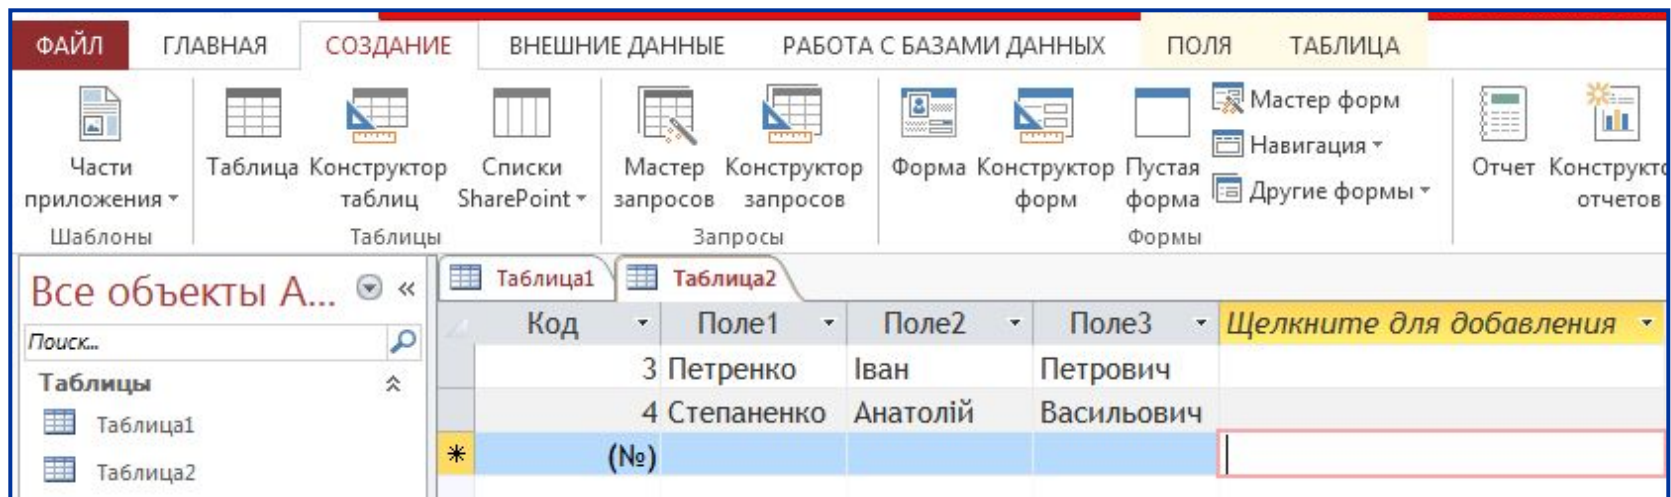 ФАЙЛ ГЛАВНАЯ СОЗДАНИЕ ВНЕШНИЕ ДАННЫЕ РАБОТА С БАЗАМИ ДАННЫХ ПОЛЯ ТАБЛИЦА
Части приложения
Таблица
Конструктор таблиц
Списки SharePoint
Мастер запросов
Конструктор запросов
Форма
Конструктор форм
Пустая форма
Мастер форм
Навигация
Другие формы
Отчет
Конструкто
отчетов
Шаблоны Таблицы Запросы Формы
Все объекты A...
Поиск...
Таблицы
Таблица1
Таблица2
Таблица1 Таблица2
Код Поле1 Поле2 Поле3 Щелкните для добавления
3 Петренко Іван Петрович
4 Степаненко Анатолій Васильович
(№)